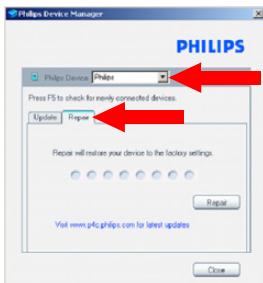 Philips Device Manager
PHILIPS
Philips Device Philips
Press F5 to check for newly connected devices.
Update Repair
Repair will restore your device to the factory settings.
Repair
Visit www.p4c.philips.com for latest updates
Close